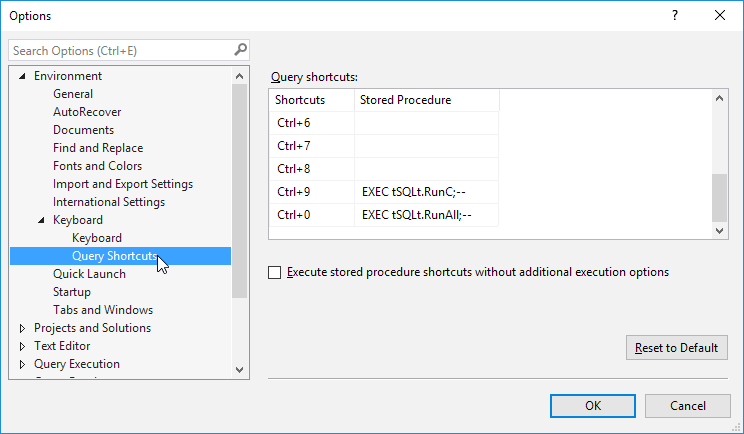 Options
Search Options (Ctrl+E)
Environment
General
AutoRecover
Documents
Find and Replace
Fonts and Colors
Import and Export Settings
International Settings
Keyboard
Keyboard
Query Shortcuts
Quick Launch
Startup
Tabs and Windows
Projects and Solutions
Text Editor
Query Execution
Query shortcuts:
Shortcuts Stored Procedure
Ctrl+6
Ctrl+7
Ctrl+8
Ctrl+9 EXEC tSQLt.RunC;--
Ctrl+0 EXEC tSQLt.RunAll;--
Execute stored procedure shortcuts without additional execution options
Reset to Default
OK Cancel